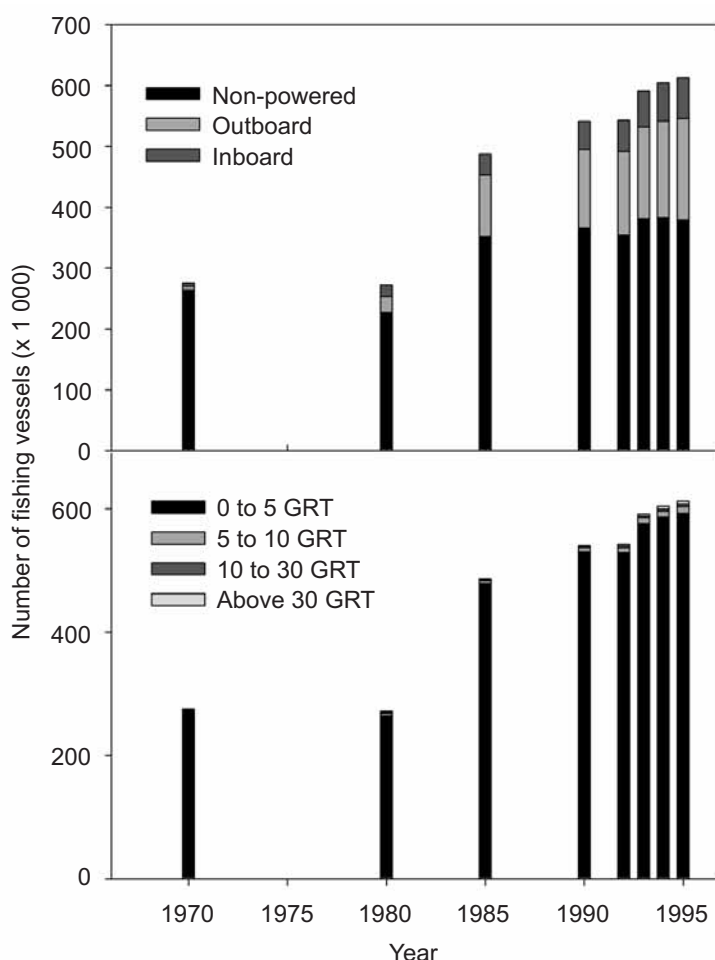 700
600
500
400
300
200
100
0
Non-powered
Outboard
Inboard
Number of fishing vessels (x 1 000)
600
400
200
0
0 to 5 GRT
5 to 10 GRT
10 to 30 GRT
Above 30 GRT
1970 1975 1980 1985 1990 1995
Year